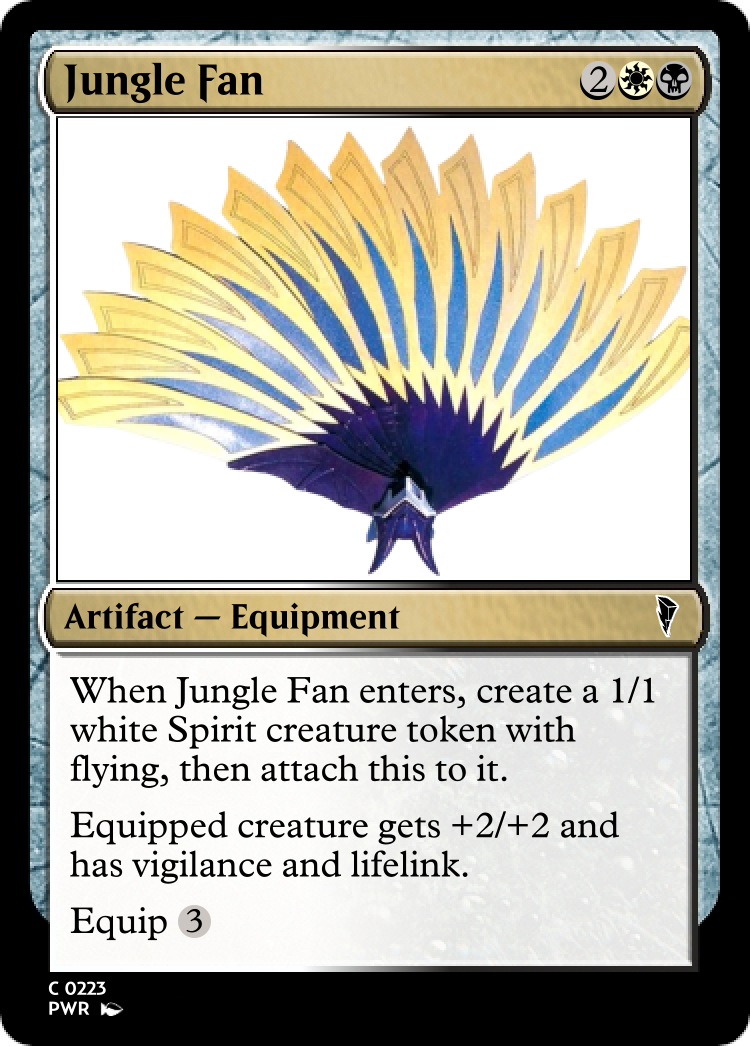 Jungle Fan 2
Artifact — Equipment
When Jungle Fan enters, create a 1/1
white Spirit creature token with
flying, then attach this to it.
Equipped creature gets +2/+2 and
has vigilance and lifelink.
Equip 3
C 0223
PWR